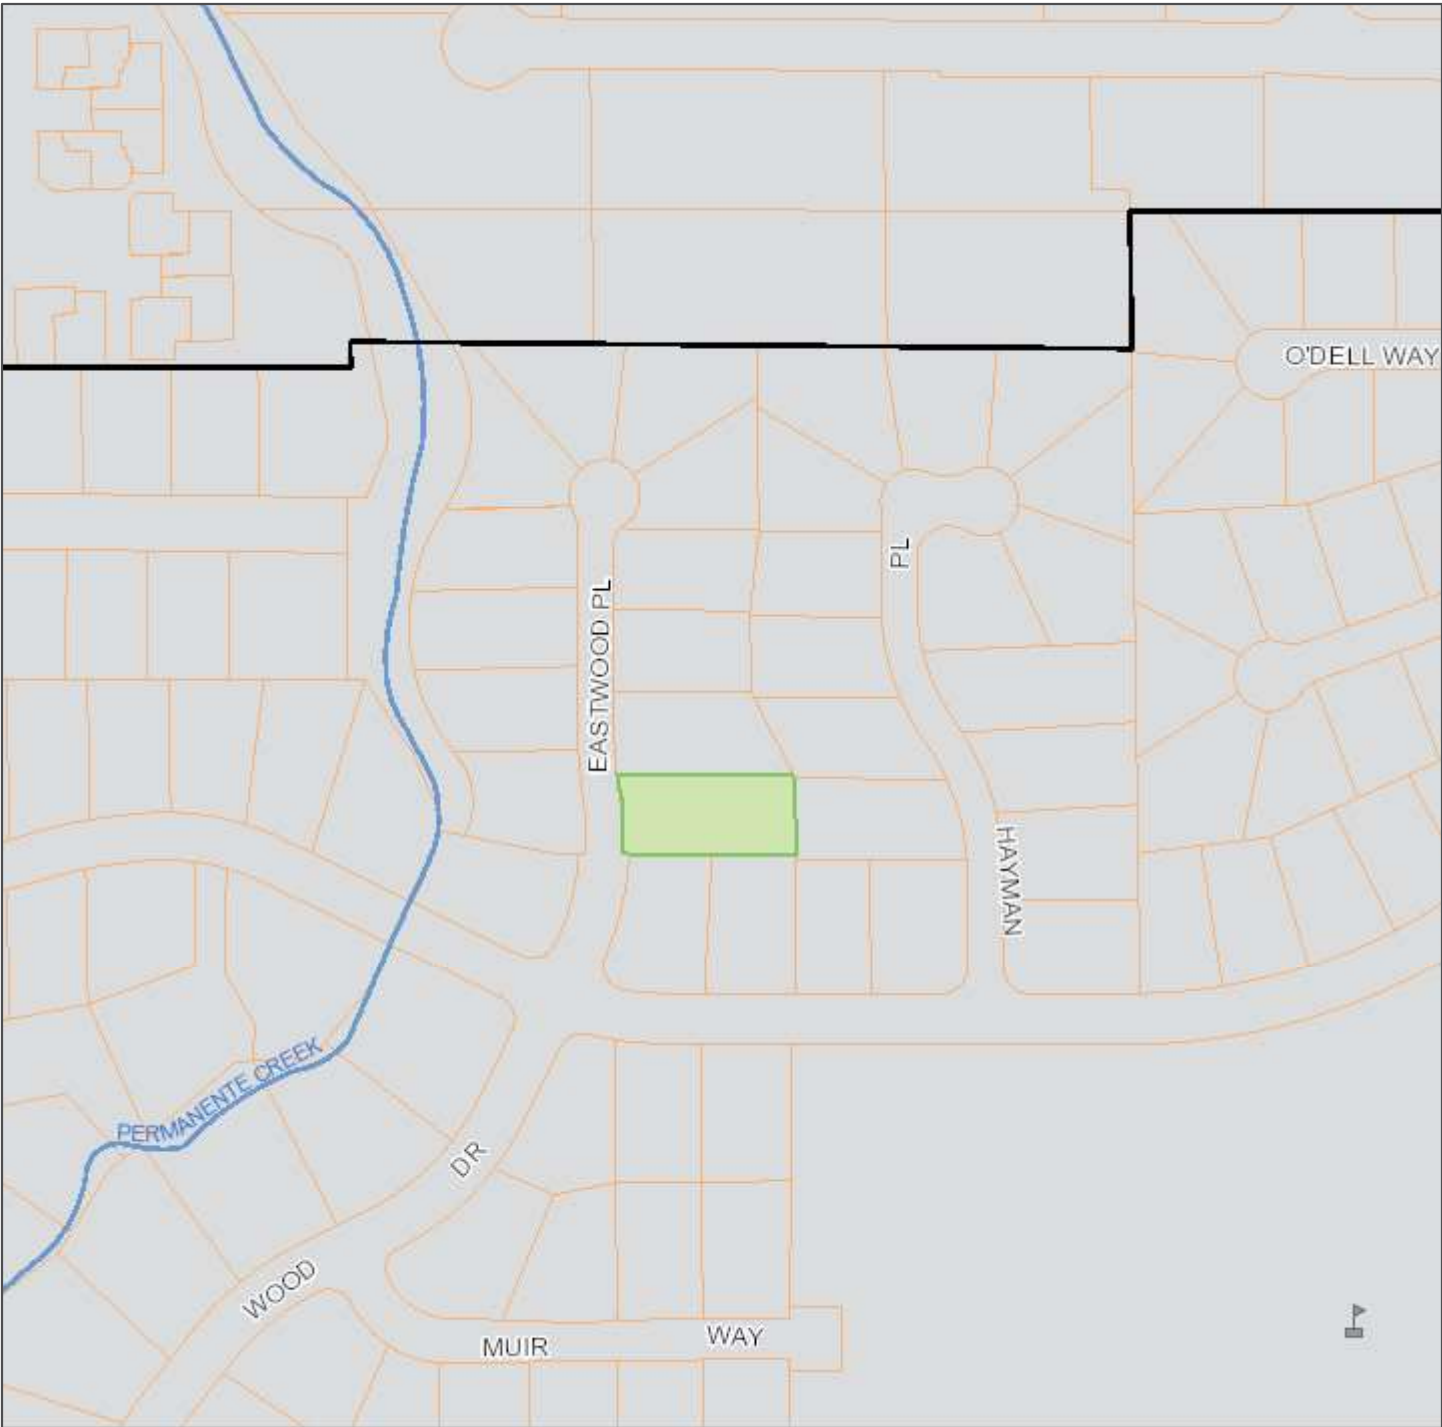 O'DELL WAY
PL
EASTWOOD PL
HAYMAN
PERMANENTE CREEK
DR
WOOD
MUIR
WAY